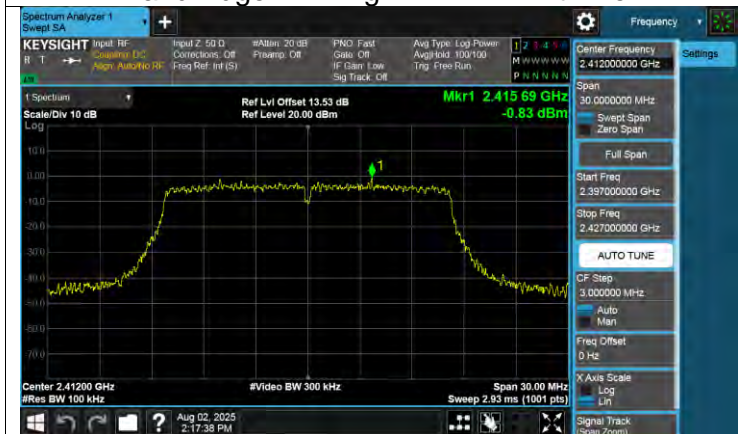 Spectrum Analyzer 1
Swept SA
Frequency
KEYSIGHT
R T
Input: RF
Coupling: DC
Align: Auto/No RF
Input Z: 50 Ω
Corrections: Off
Freq Ref: Int (S)
#Atten: 20 dB
Preamp: Off
PNO: Fast
Gate: Off
IF Gain: Low
Sig Track: Off
Avg Type: Log-Power
Avg|Hold: 100/100
Trig: Free Run
1 2 3 4 5 6
M W W W W W
P N N N N N
Settings
Center Frequency
2.412000000 GHz
Span
30.0000000 MHz
Swept Span
Zero Span
Full Span
Start Freq
2.397000000 GHz
Stop Freq
2.427000000 GHz
AUTO TUNE
CF Step
3.000000 MHz
Auto
Man
Freq Offset
0 Hz
X Axis Scale
Log
Lin
Signal Track
(Span Zoom)
1 Spectrum
Scale/Div 10 dB
Log
Ref Lvl Offset 13.53 dB
Ref Level 20.00 dBm
Mkr1 2.415 69 GHz
-0.83 dBm
1
10.0
0.00
-10.0
-20.0
-30.0
-40.0
-50.0
-60.0
-70.0
Center 2.41200 GHz
#Res BW 100 kHz
#Video BW 300 kHz
Span 30.00 MHz
Sweep 2.93 ms (1001 pts)
?
Aug 02, 2025
2:17:38 PM